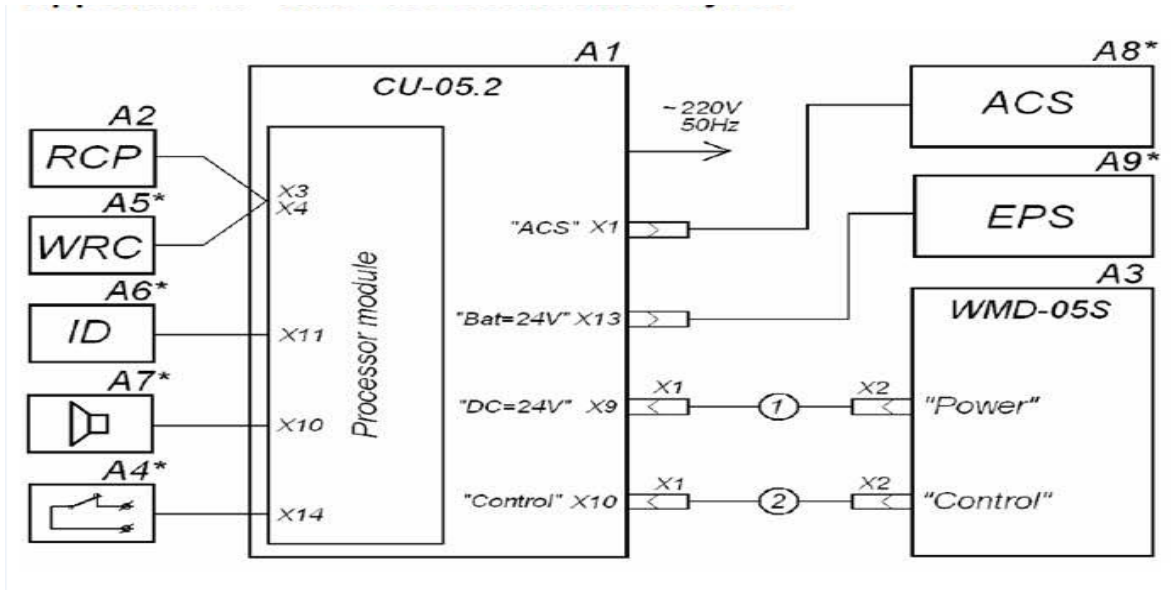 A1
CU-05.2
A2
RCP
A5*
WRC
A6*
ID
A7*
A4*
X3
X4
X11
X10
X14
Processor module
~220V
50Hz
"ACS" X1
"Bat=24V" X13
"DC=24V" X9
"Control" X10
X1
1
X2
X1
2
X2
A8*
ACS
A9*
EPS
A3
WMD-05S
"Power"
"Control"